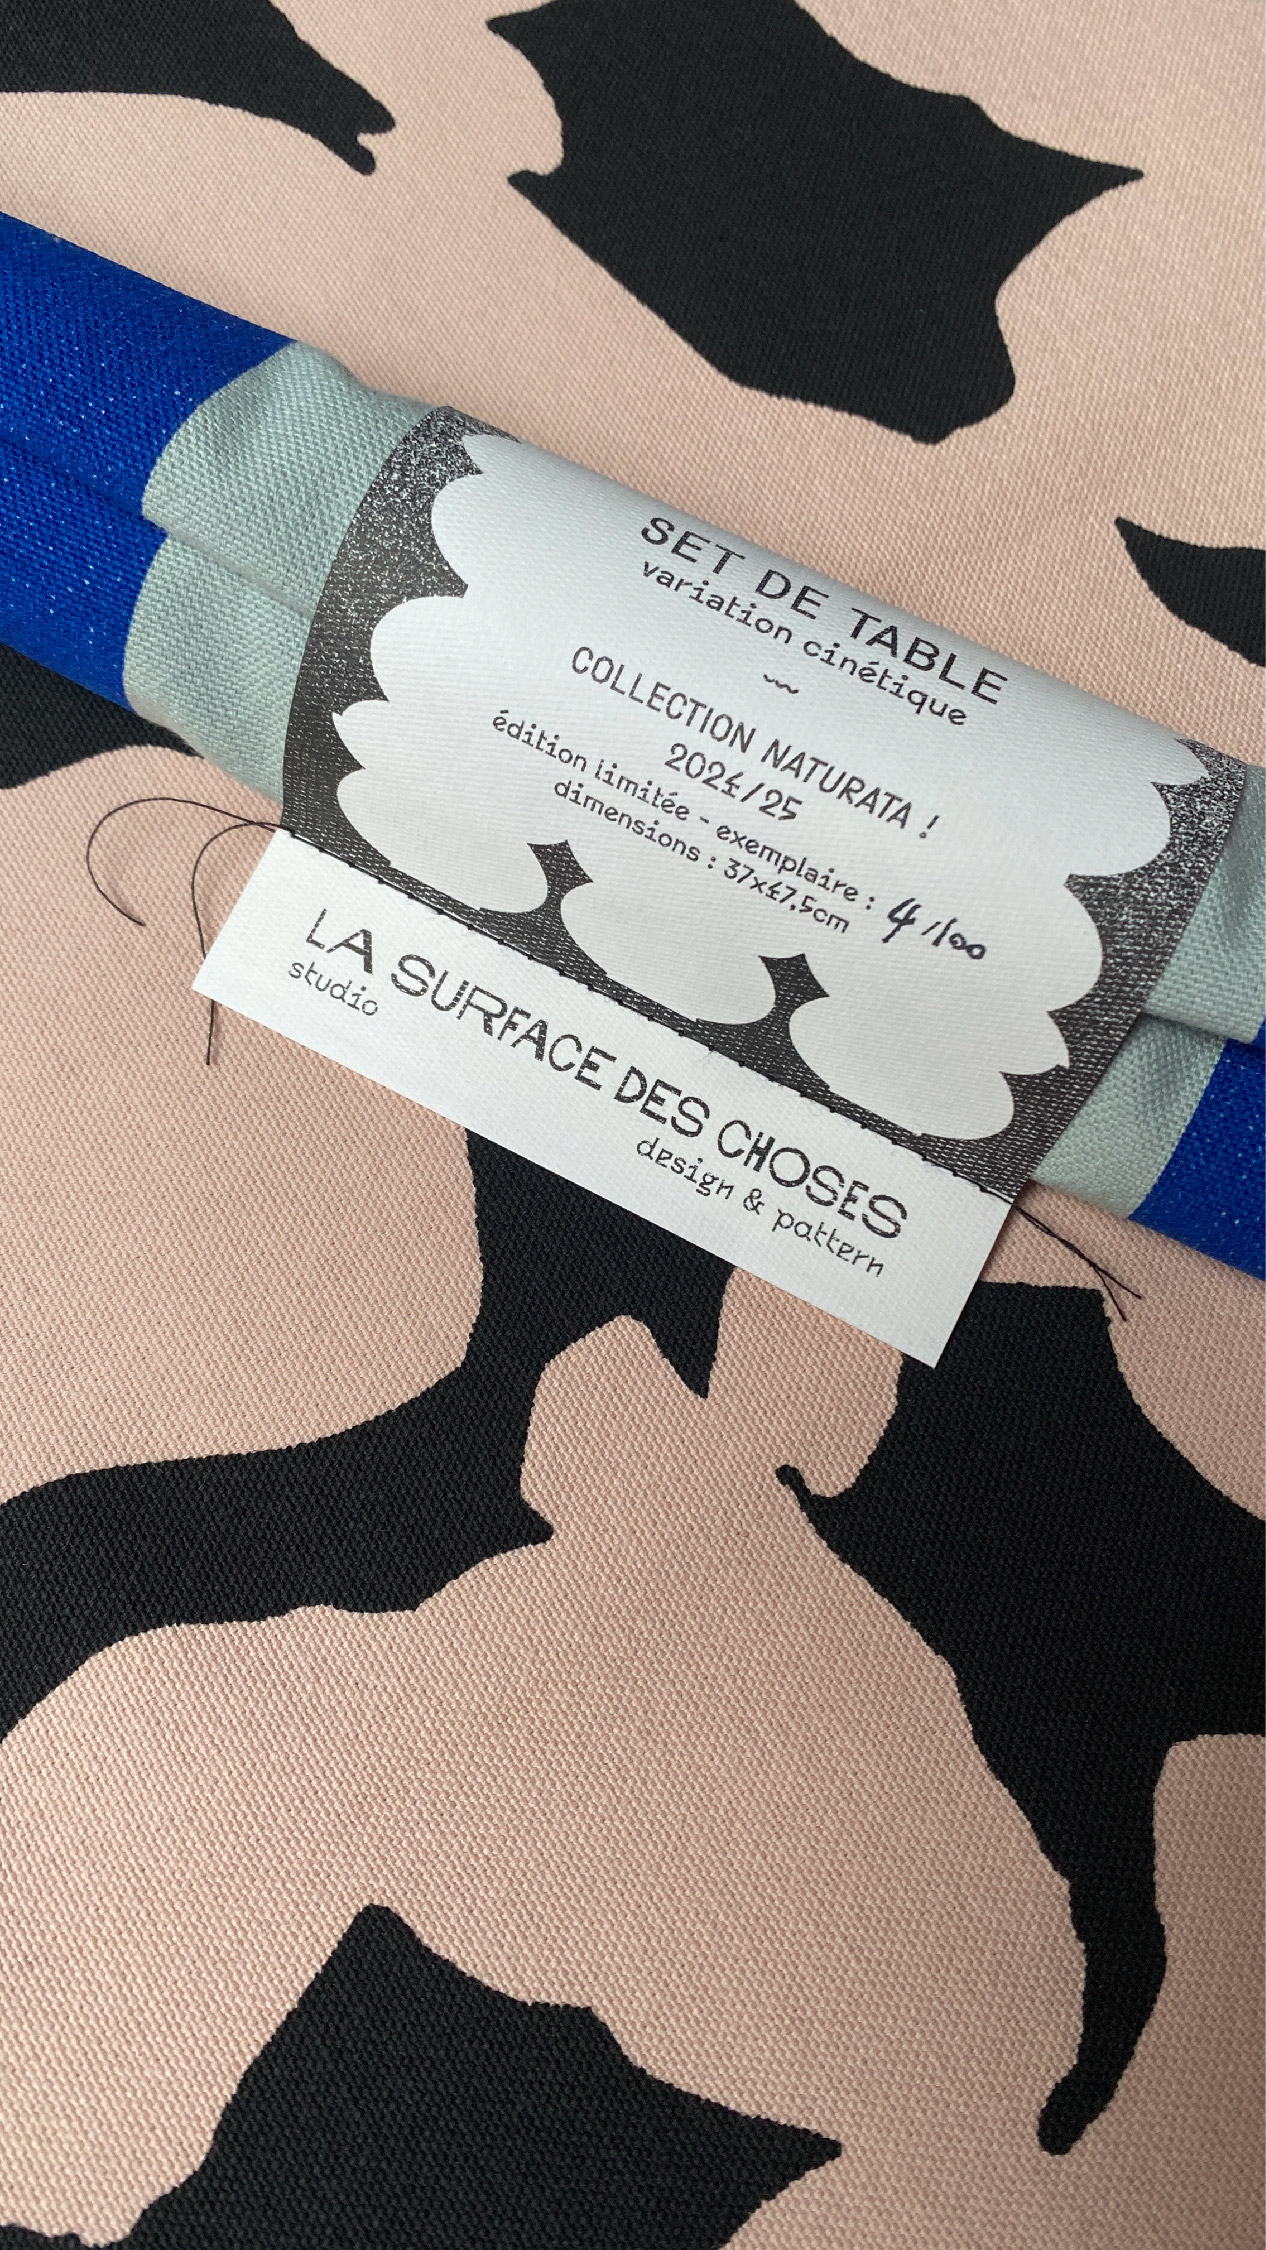 SET DE TABLE
variation cinétique
COLLECTION NATURATA !
2024/25
édition limitée - exemplaire : 4/100
dimensions : 37x47,5cm
LA SURFACE DES CHOSES
studio
design & pattern